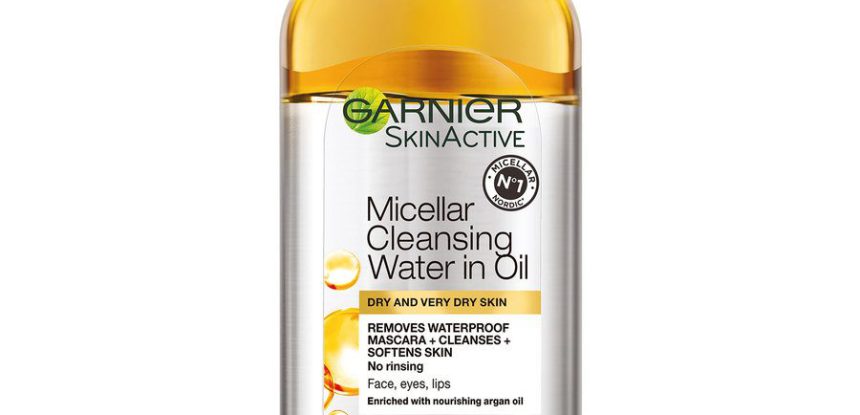 GARNIER
SKINACTIVE
MICELLAR
N°1
NORDIC*
Micellar
Cleansing
Water in Oil
DRY AND VERY DRY SKIN
REMOVES WATERPROOF
MASCARA + CLEANSES +
SOFTENS SKIN
No rinsing
Face, eyes, lips
Enriched with nourishing argan oil